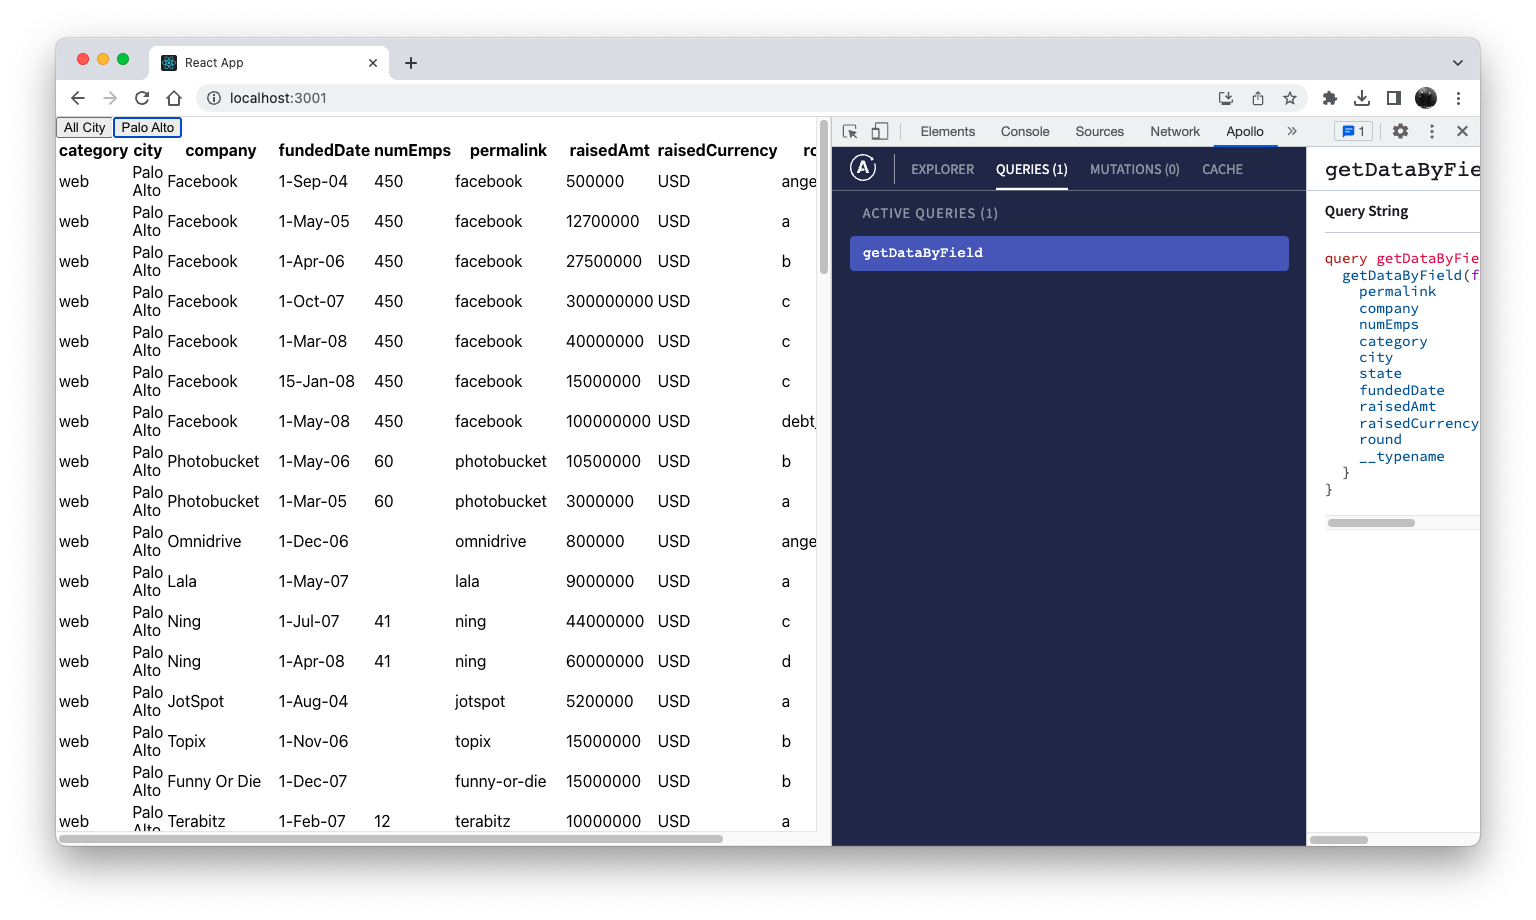 React App
localhost:3001
All City Palo Alto
category city company fundedDate numEmps permalink raisedAmt raisedCurrency ro
web Palo Alto Facebook 1-Sep-04 450 facebook 500000 USD ange
web Palo Alto Facebook 1-May-05 450 facebook 12700000 USD a
web Palo Alto Facebook 1-Apr-06 450 facebook 27500000 USD b
web Palo Alto Facebook 1-Oct-07 450 facebook 300000000 USD c
web Palo Alto Facebook 1-Mar-08 450 facebook 40000000 USD c
web Palo Alto Facebook 15-Jan-08 450 facebook 15000000 USD c
web Palo Alto Facebook 1-May-08 450 facebook 100000000 USD debt_
web Palo Alto Photobucket 1-May-06 60 photobucket 10500000 USD b
web Palo Alto Photobucket 1-Mar-05 60 photobucket 3000000 USD a
web Palo Alto Omnidrive 1-Dec-06 omnidrive 800000 USD ange
web Palo Alto Lala 1-May-07 lala 9000000 USD a
web Palo Alto Ning 1-Jul-07 41 ning 44000000 USD c
web Palo Alto Ning 1-Apr-08 41 ning 60000000 USD d
web Palo Alto JotSpot 1-Aug-04 jotspot 5200000 USD a
web Palo Alto Topix 1-Nov-06 topix 15000000 USD b
web Palo Alto Funny Or Die 1-Dec-07 funny-or-die 15000000 USD b
web Palo Alto Terabitz 1-Feb-07 12 terabitz 10000000 USD a
Elements Console Sources Network Apollo » 1
A EXPLORER QUERIES (1) MUTATIONS (0) CACHE
ACTIVE QUERIES (1)
getDataByField
getDataByFie
Query String
query getDataByFie
getDataByField(f
permalink
company
numEmps
category
city
state
fundedDate
raisedAmt
raisedCurrency
round
__typename
}
}